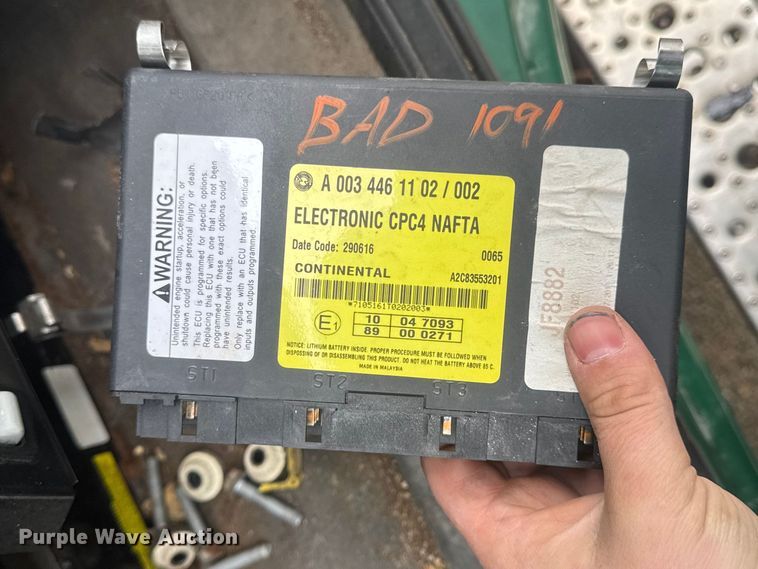 BAD 1091
A 003 446 11 02 / 002
ELECTRONIC CPC4 NAFTA
Date Code: 290616
0065
CONTINENTAL
A2C83553201
*7105161T0202003*
E1
10 04 7093
89 00 0271
NOTICE: LITHIUM BATTERY INSIDE. PROPER PROCEDURE MUST BE FOLLOWED WHEN
DISPOSING OF OR DISASSEMBLING THIS PRODUCT. DO NOT HEAT THE BATTERY ABOVE 85 C.
MADE IN MALAYSIA
WARNING:
Unintended engine startup, acceleration, or
shutdown could cause personal injury or death.
This ECU is programmed for specific options.
Replacing this ECU with one that has not been
programmed with these exact options could
have unintended results.
Only replace with an ECU that has identical
inputs and outputs programmed.
F8882
ST1
ST2
ST3
Purple Wave Auction